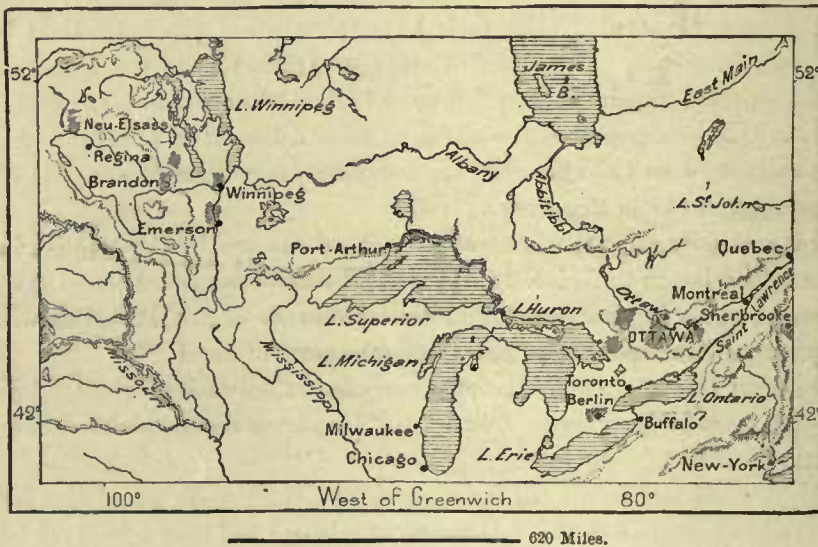 52°
52°
James
B.
East Main
L. Winnipeg
Neu-Elsass
Regina
Albany
Brandon
Winnipeg
Abbitibbi
L. St John
Emerson
Port-Arthur
Quebec
Ottawa
Montreal
Lawrence
Sherbrooke
L. Huron
OTTAWA
Saint
L. Superior
L. Michigan
Missouri
Mississippi
Toronto
Berlin
L. Ontario
42°
42°
Milwaukee
Buffalo
Chicago
L. Erie
New-York
100°
West of Greenwich
80°
620 Miles.